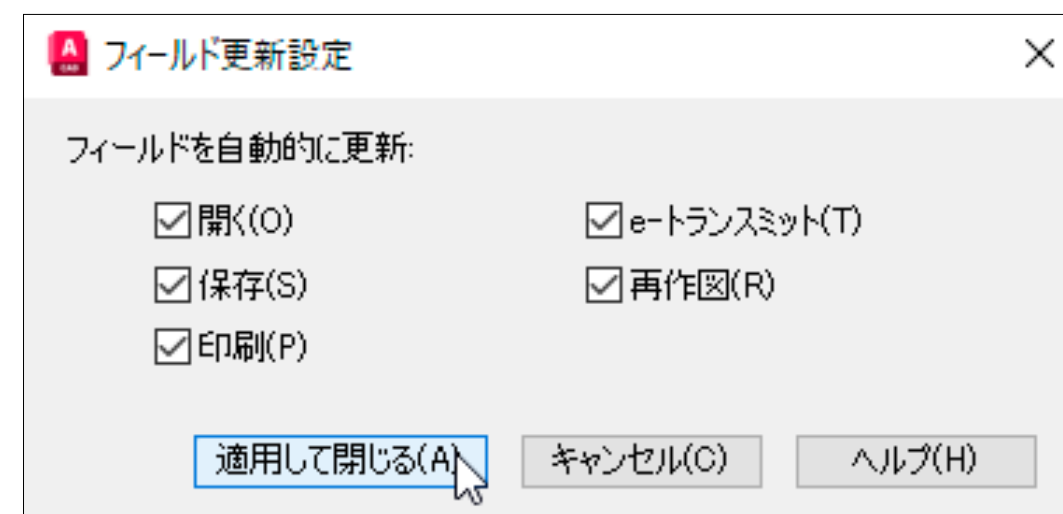 A CAD フィールド更新設定
フィールドを自動的に更新:
開く(O) e-トランスミット(T)
保存(S) 再作図(R)
印刷(P)
適用して閉じる(A) キャンセル(C) ヘルプ(H)